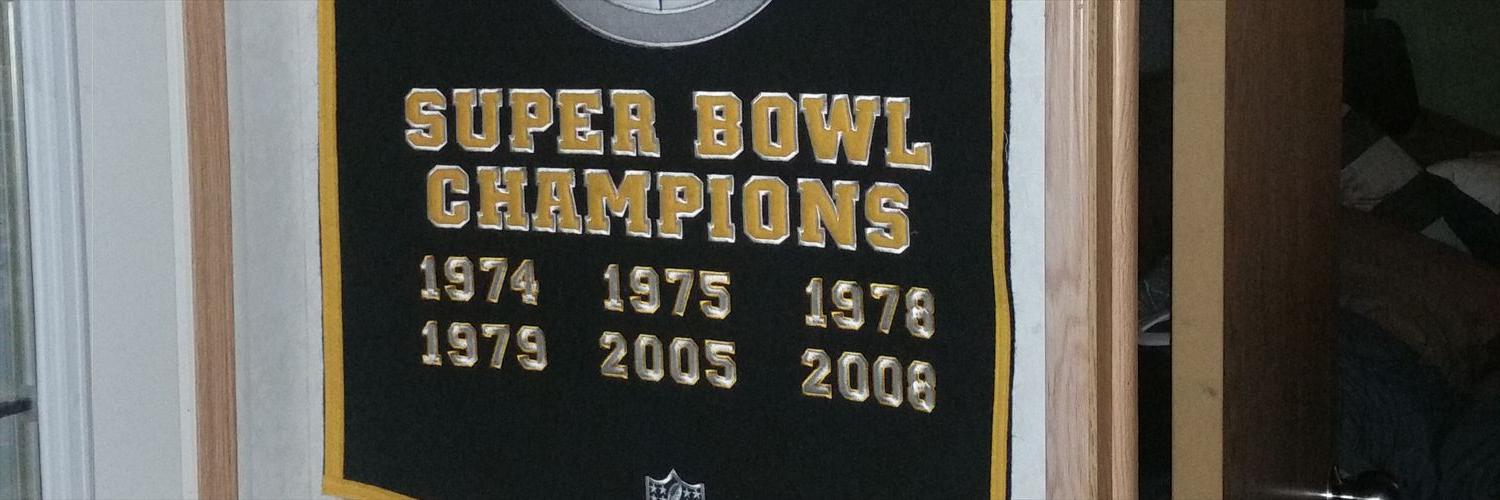 SUPER BOWL
CHAMPIONS
1974 1975 1978
1979 2005 2008